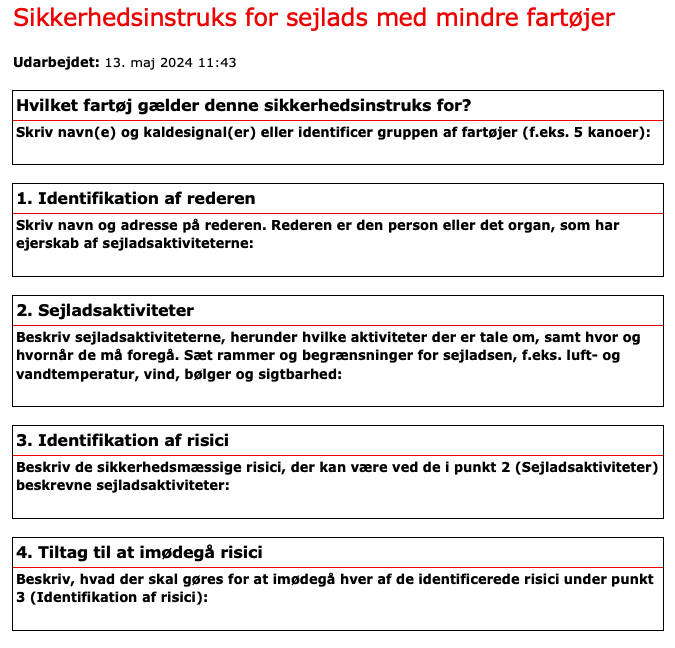 Sikkerhedsinstruks for sejlads med mindre fartøjer
Udarbejdet: 13. maj 2024 11:43
Hvilket fartøj gælder denne sikkerhedsinstruks for?
Skriv navn(e) og kaldesignal(er) eller identificer gruppen af fartøjer (f.eks. 5 kanoer):
1. Identifikation af rederen
Skriv navn og adresse på rederen. Rederen er den person eller det organ, som har
ejerskab af sejladsaktiviteterne:
2. Sejladsaktiviteter
Beskriv sejladsaktiviteterne, herunder hvilke aktiviteter der er tale om, samt hvor og
hvornår de må foregå. Sæt rammer og begrænsninger for sejladsen, f.eks. luft- og
vandtemperatur, vind, bølger og sigtbarhed:
3. Identifikation af risici
Beskriv de sikkerhedsmæssige risici, der kan være ved de i punkt 2 (Sejladsaktiviteter)
beskrevne sejladsaktiviteter:
4. Tiltag til at imødegå risici
Beskriv, hvad der skal gøres for at imødegå hver af de identificerede risici under punkt
3 (Identifikation af risici):